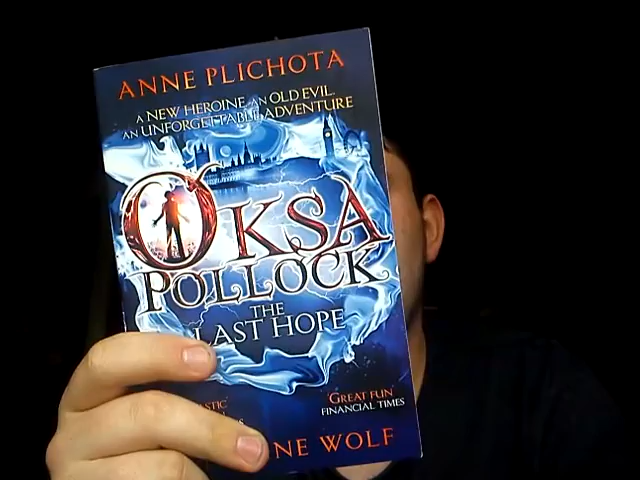 ANNE PLICHOTA
A NEW HEROINE. AN OLD EVIL.
AN UNFORGETTABLE ADVENTURE
OKSA
POLLOCK
THE
LAST HOPE
'GREAT FUN'
FINANCIAL TIMES
WOLF